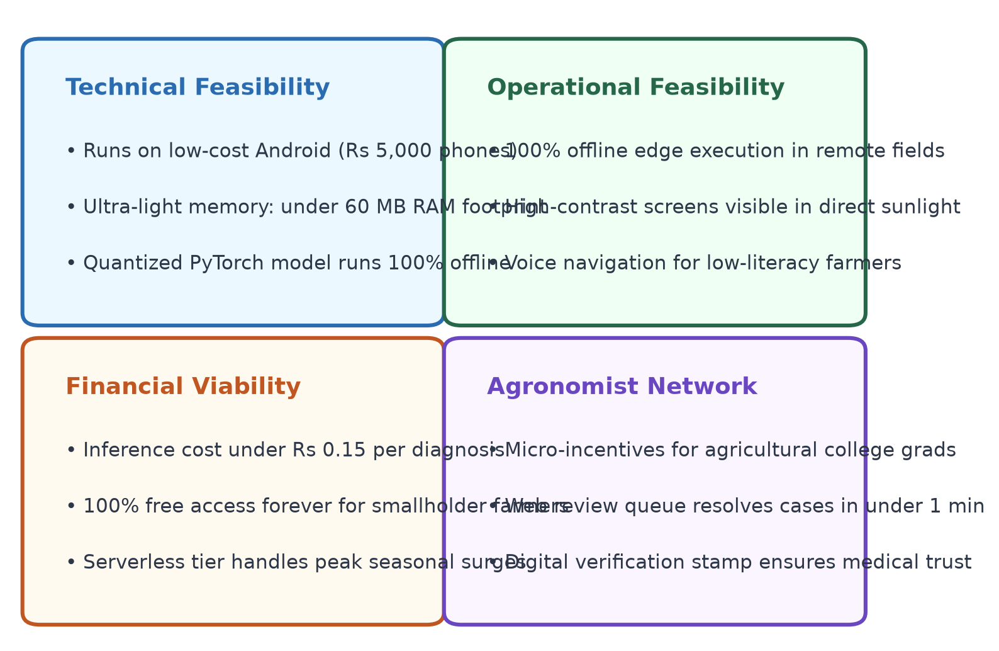 Technical Feasibility
• Runs on low-cost Android (Rs 5,000 phones)
• Ultra-light memory: under 60 MB RAM footprint
• Quantized PyTorch model runs 100% offline
Operational Feasibility
• 100% offline edge execution in remote fields
• High-contrast screens visible in direct sunlight
• Voice navigation for low-literacy farmers
Financial Viability
• Inference cost under Rs 0.15 per diagnosis
• 100% free access forever for smallholder farmers
• Serverless tier handles peak seasonal surges
Agronomist Network
• Micro-incentives for agricultural college grads
• Web review queue resolves cases in under 1 min
• Digital verification stamp ensures medical trust